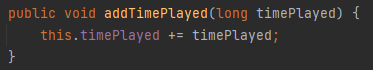 public void addTimePlayed(long timePlayed) {
    this.timePlayed += timePlayed;
}